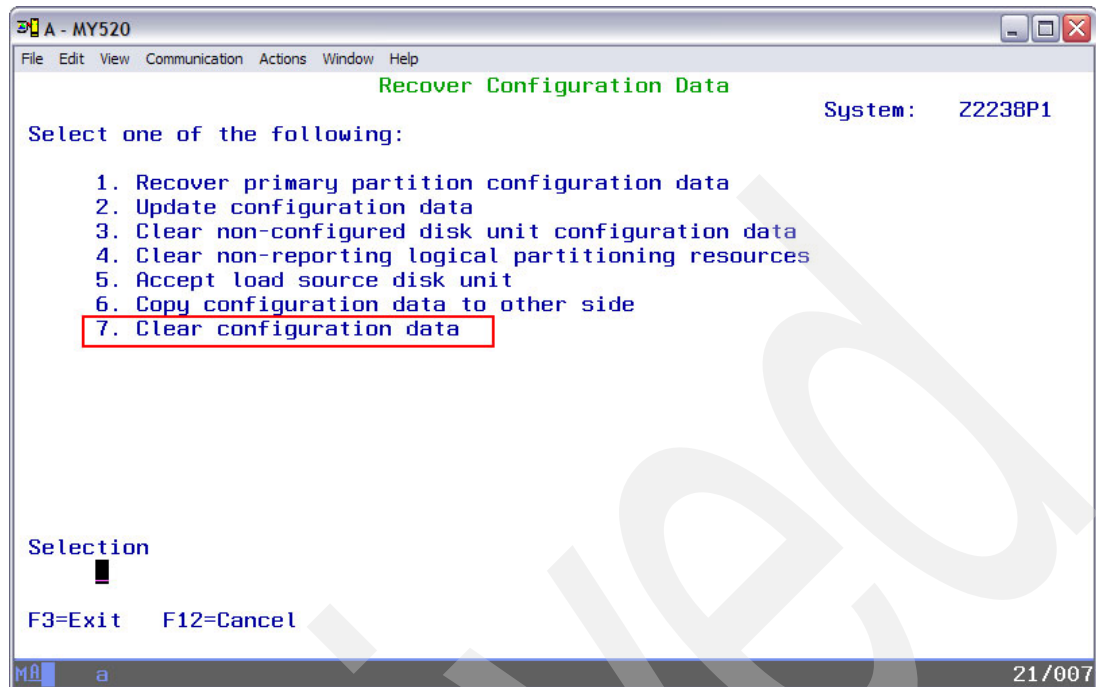 A - MY520
File Edit View Communication Actions Window Help
Recover Configuration Data
System: Z2238P1
Select one of the following:
1. Recover primary partition configuration data
2. Update configuration data
3. Clear non-configured disk unit configuration data
4. Clear non-reporting logical partitioning resources
5. Accept load source disk unit
6. Copy configuration data to other side
7. Clear configuration data
Selection
F3=Exit F12=Cancel
MA a 21/007